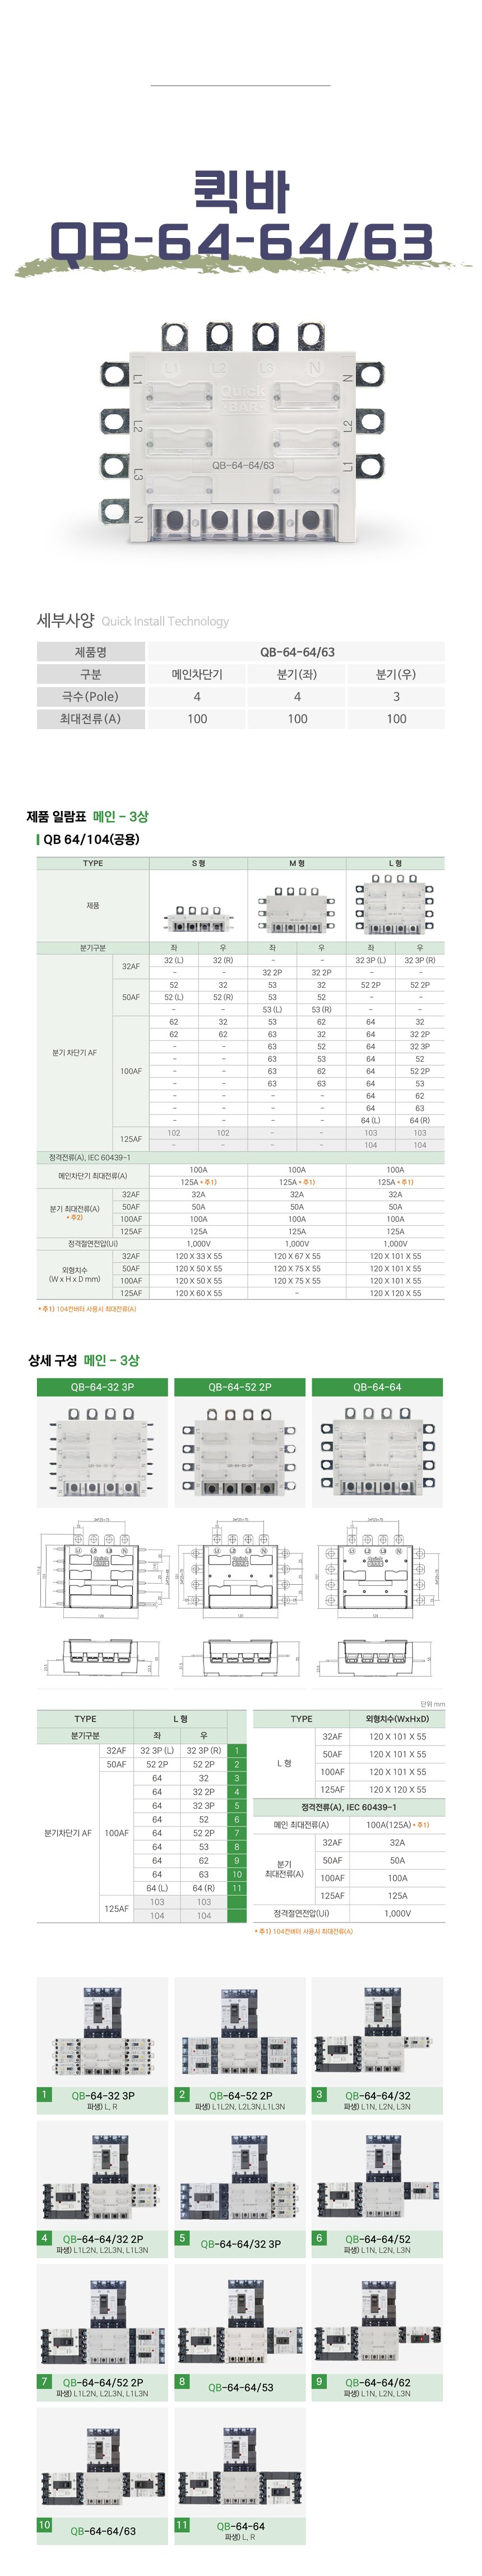 퀵바
QB-64-64/63
L1 L2 L3 N
Quick
BAR
L1 N
L2 L2
L3 L1
N
QB-64-64/63
세부사양 Quick Install Technology
제품명 QB-64-64/63
구분 메인차단기 분기(좌) 분기(우)
극수(Pole) 4 4 3
최대전류(A) 100 100 100
제품 일람표 메인 - 3상
QB 64/104(공용)
TYPE S 형 M 형 L 형
제품
분기구분 좌 우 좌 우 좌 우
분기 차단기 AF
32AF 32 (L) 32 (R) - - 32 3P (L) 32 3P (R)
- - 32 2P 32 2P - -
50AF 52 32 53 32 52 2P 52 2P
52 (L) 52 (R) 53 52 - -
- - 53 (L) 53 (R) - -
100AF 62 32 53 62 64 32
62 62 63 32 64 32 2P
- - 63 52 64 32 3P
- - 63 53 64 52
- - 63 62 64 52 2P
- - 63 63 64 53
- - - - 64 62
- - - - 64 63
- - - - 64 (L) 64 (R)
125AF 102 102 - - 103 103
- - - - 104 104
정격전류(A), IEC 60439-1
메인차단기 최대전류(A) 100A 100A 100A
125A * 주1) 125A * 주1) 125A * 주1)
분기 최대전류(A)
* 주2)
32AF 32A 32A 32A
50AF 50A 50A 50A
100AF 100A 100A 100A
125AF 125A 125A 125A
정격절연전압(Ui) 1,000V 1,000V 1,000V
외형치수
(W x H x D mm)
32AF 120 X 33 X 55 120 X 67 X 55 120 X 101 X 55
50AF 120 X 50 X 55 120 X 75 X 55 120 X 101 X 55
100AF 120 X 50 X 55 120 X 75 X 55 120 X 101 X 55
125AF 120 X 60 X 55 - 120 X 120 X 55
* 주1) 104컨버터 사용시 최대전류(A)
상세 구성 메인 - 3상
QB-64-32 3P QB-64-52 2P QB-64-64
단위 mm
TYPE L 형
분기구분 좌 우
분기차단기 AF
32AF 32 3P (L) 32 3P (R) 1
50AF 52 2P 52 2P 2
100AF 64 32 3
64 32 2P 4
64 32 3P 5
64 52 6
64 52 2P 7
64 53 8
64 62 9
64 63 10
64 (L) 64 (R) 11
125AF 103 103
104 104
TYPE 외형치수(WxHxD)
L 형
32AF 120 X 101 X 55
50AF 120 X 101 X 55
100AF 120 X 101 X 55
125AF 120 X 120 X 55
정격전류(A), IEC 60439-1
메인 최대전류(A) 100A(125A) * 주1)
분기
최대전류(A)
32AF 32A
50AF 50A
100AF 100A
125AF 125A
정격절연전압(Ui) 1,000V
* 주1) 104컨버터 사용시 최대전류(A)
1 QB-64-32 3P
파생) L, R
2 QB-64-52 2P
파생) L1L2N, L2L3N,L1L3N
3 QB-64-64/32
파생) L1N, L2N, L3N
4 QB-64-64/32 2P
파생) L1L2N, L2L3N, L1L3N
5 QB-64-64/32 3P
6 QB-64-64/52
파생) L1N, L2N, L3N
7 QB-64-64/52 2P
파생) L1L2N, L2L3N, L1L3N
8 QB-64-64/53
9 QB-64-64/62
파생) L1N, L2N, L3N
10 QB-64-64/63
11 QB-64-64
파생) L, R